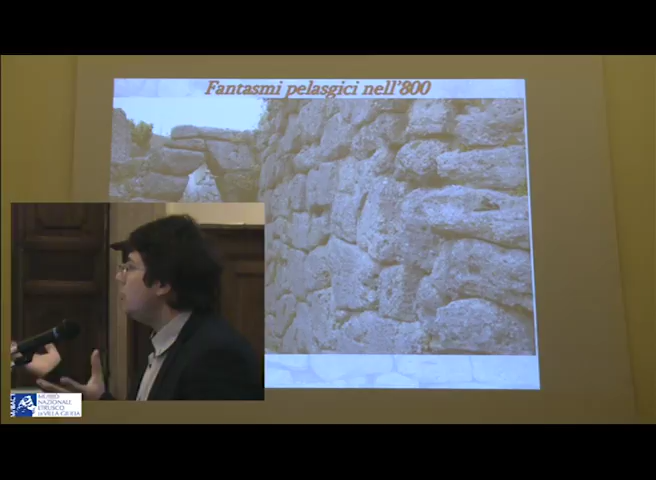 Fantasmi pelasgici nell'800
MUSEO
NAZIONALE
ETRUSCO
DI VILLA GIULIA